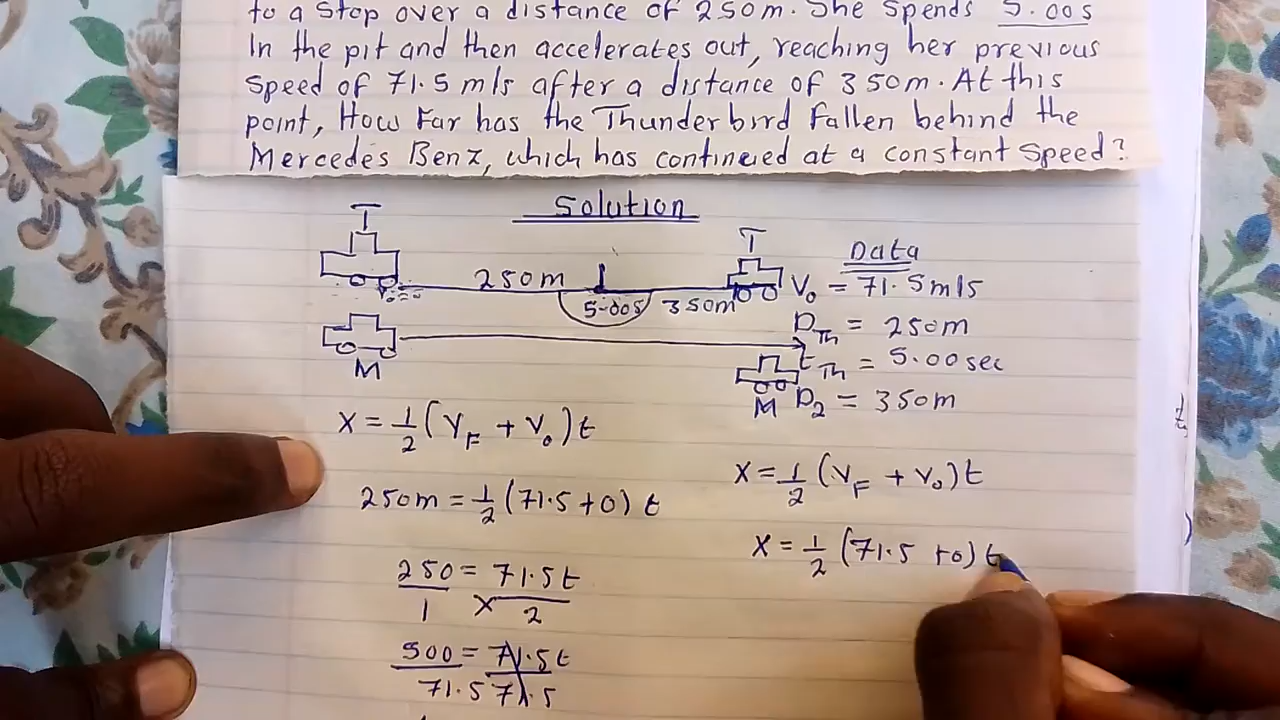 to a stop over a distance of 250m. She spends 5.00s
In the pit and then accelerates out, reaching her previous
speed of 71.5 m/s after a distance of 350m. At this
point, How Far has the Thunderbird fallen behind the
Mercedes Benz, which has continued at a constant speed?
Solution
T
T
250m
5.00s
350m
M
M
Data
V₀ = 71.5m/s
D_Th = 250m
t_Th = 5.00sec
D₂ = 350m
X = 1/2 (V_F + V₀)t
250m = 1/2 (71.5 + 0) t
250/1 × = 71.5t/2
500/71.5 = 71.5t/71.5
X = 1/2 (V_F + V₀)t
X = 1/2 (71.5 + 0) t